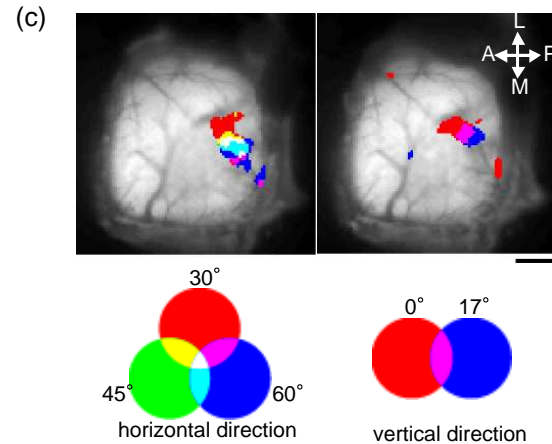 (c)
L
A P
M
30°
0° 17°
45° 60°
horizontal direction
vertical direction